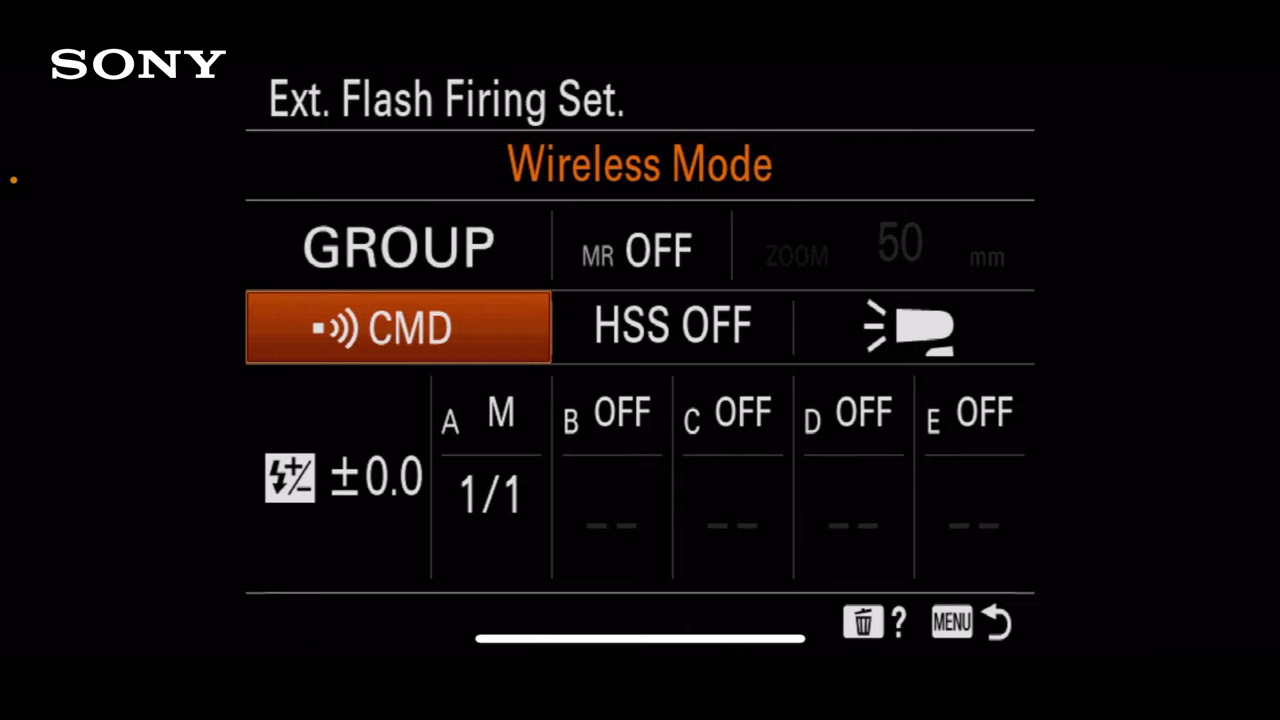 SONY
Ext. Flash Firing Set.
Wireless Mode
GROUP MR OFF ZOOM 50 mm
CMD HSS OFF
A M B OFF C OFF D OFF E OFF
±0.0 1/1 -- -- -- --
? MENU